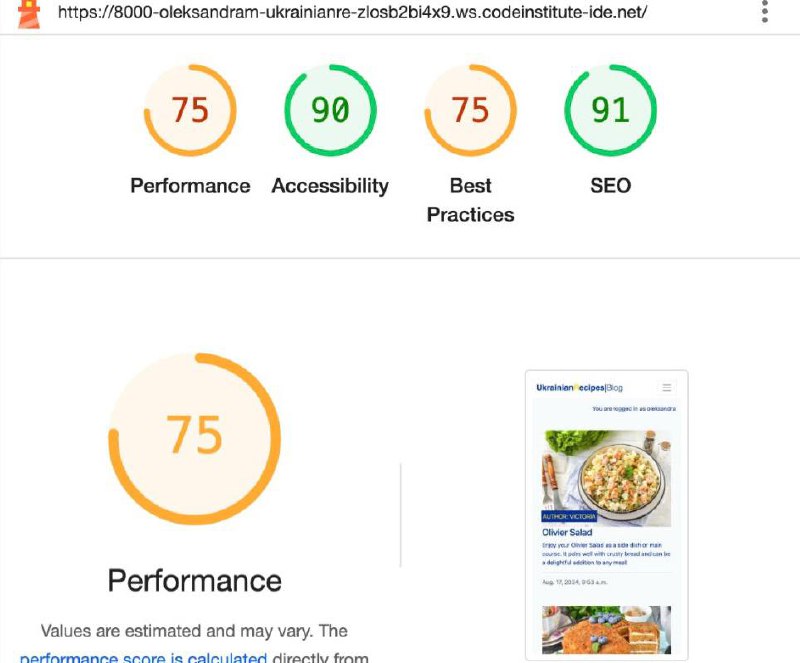 https://8000-oleksandram-ukrainianre-zlosb2bi4x9.ws.codeinstitute-ide.net/
75 90 75 91
Performance Accessibility Best Practices SEO
75
Performance
Values are estimated and may vary. The
performance score is calculated directly from
UkrainianRecipes|Blog
You are logged in as oleksandra
AUTHOR: VICTORIA
Olivier Salad
Enjoy your Olivier Salad as a side dish or main
course. It pairs well with crusty bread and can be
a delightful addition to any meal!
Aug. 17, 2024, 9:53 a.m.